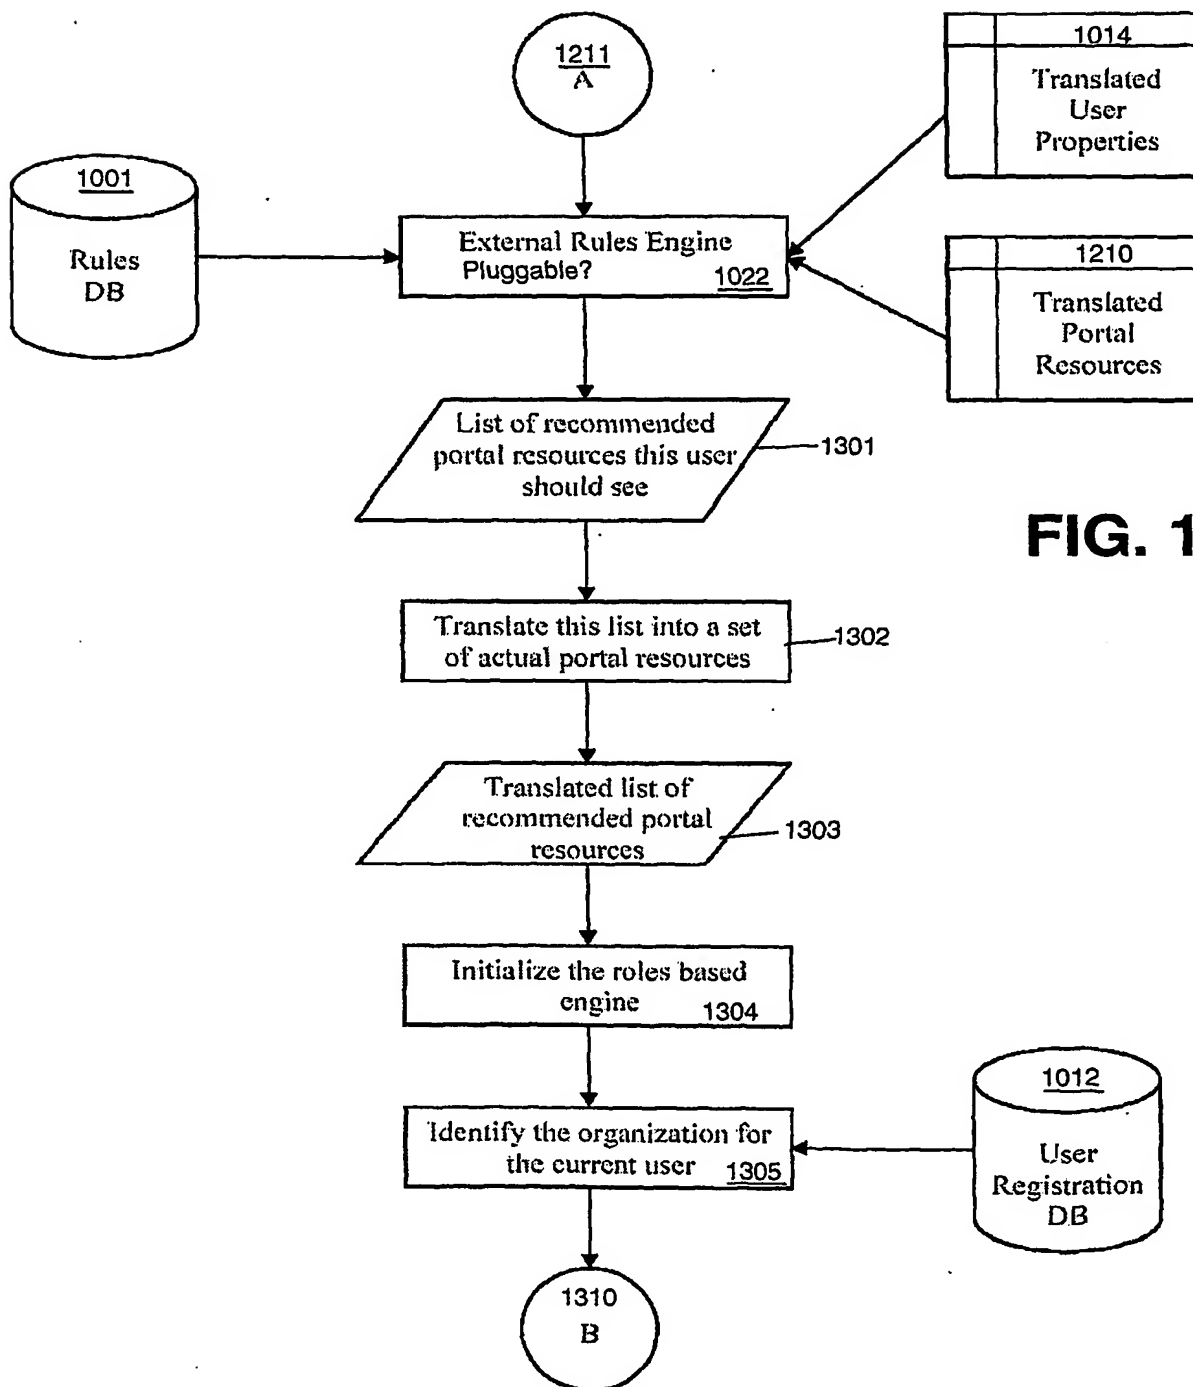 1211
A
1014
Translated
User
Properties
1001
Rules
DB
External Rules Engine
Pluggable?
1022
1210
Translated
Portal
Resources
List of recommended
portal resources this user
should see
1301
FIG. 1
Translate this list into a set
of actual portal resources
1302
Translated list of
recommended portal
resources
1303
Initialize the roles based
engine
1304
Identify the organization for
the current user
1305
1012
User
Registration
DB
1310
B